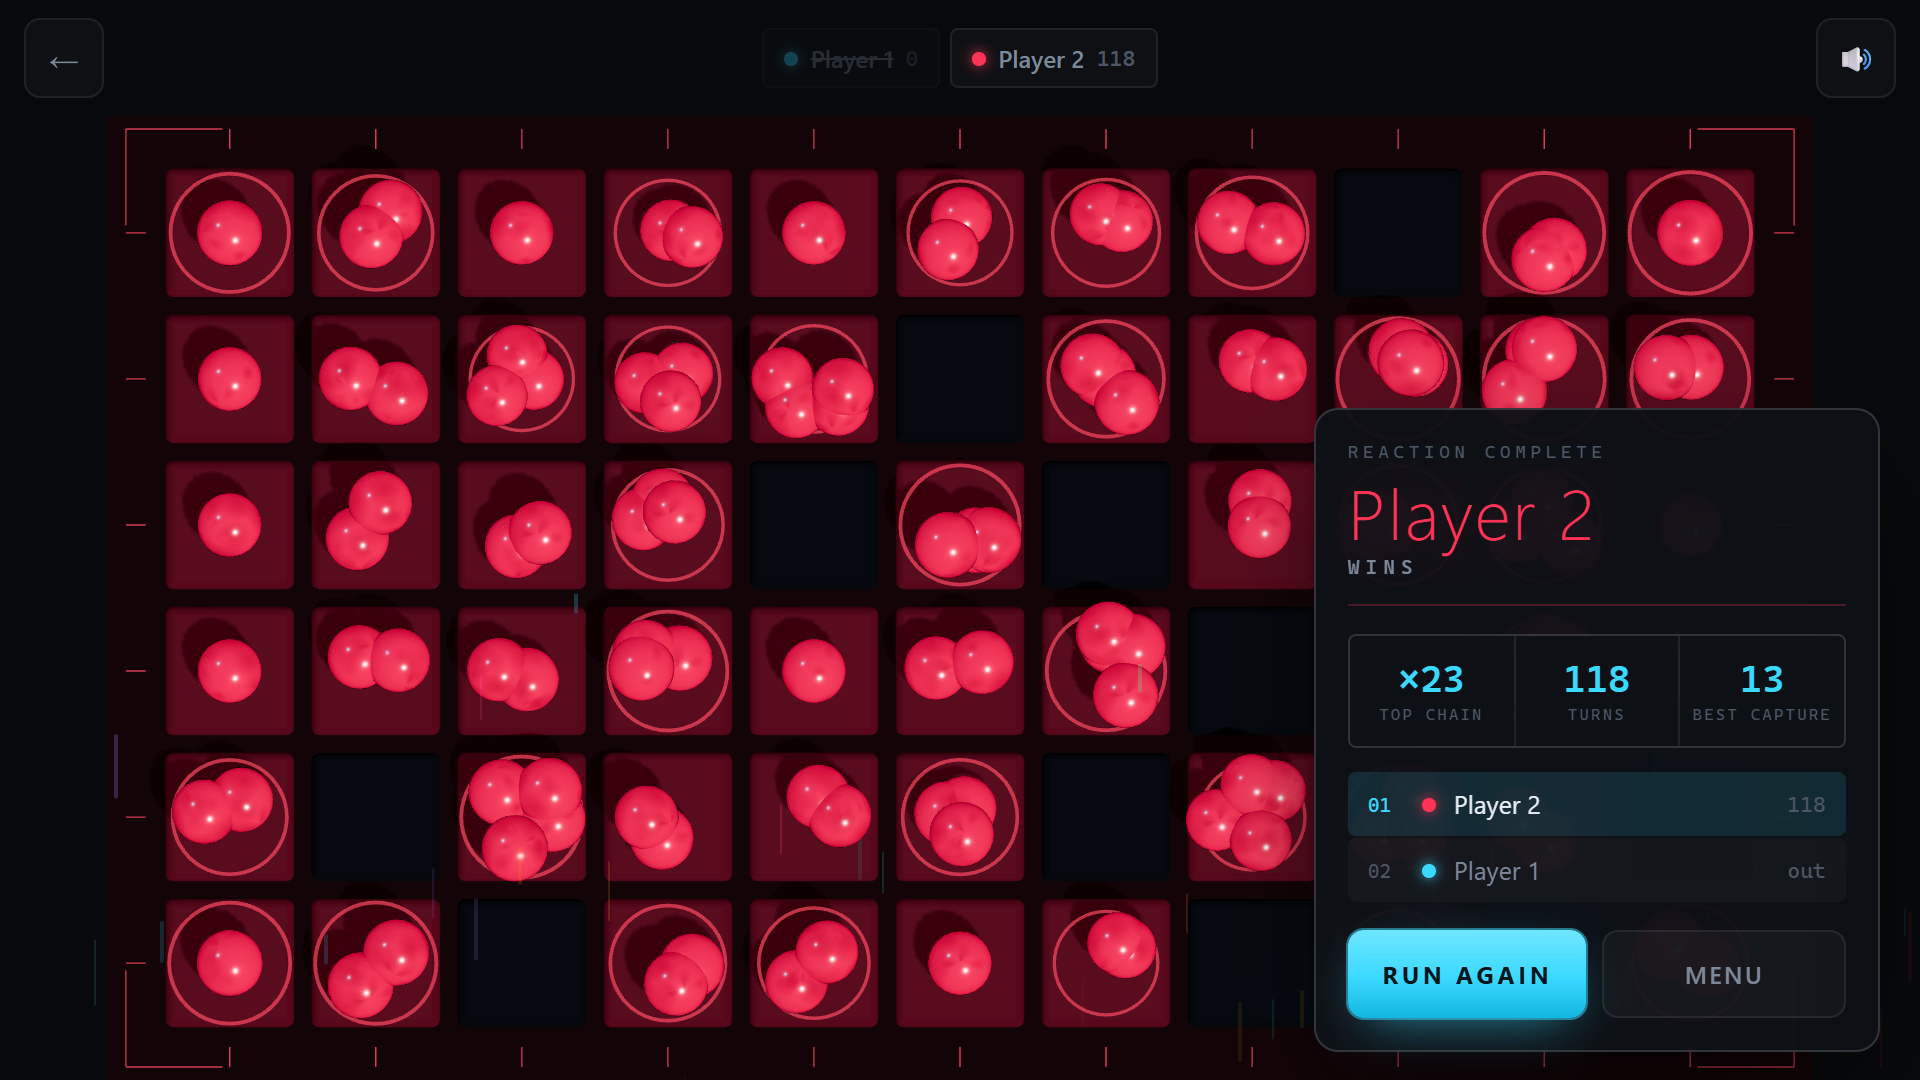 ←
Player 1 0
Player 2 118
REACTION COMPLETE
Player 2
WINS
×23
TOP CHAIN
118
TURNS
13
BEST CAPTURE
01 Player 2 118
02 Player 1 out
RUN AGAIN
MENU